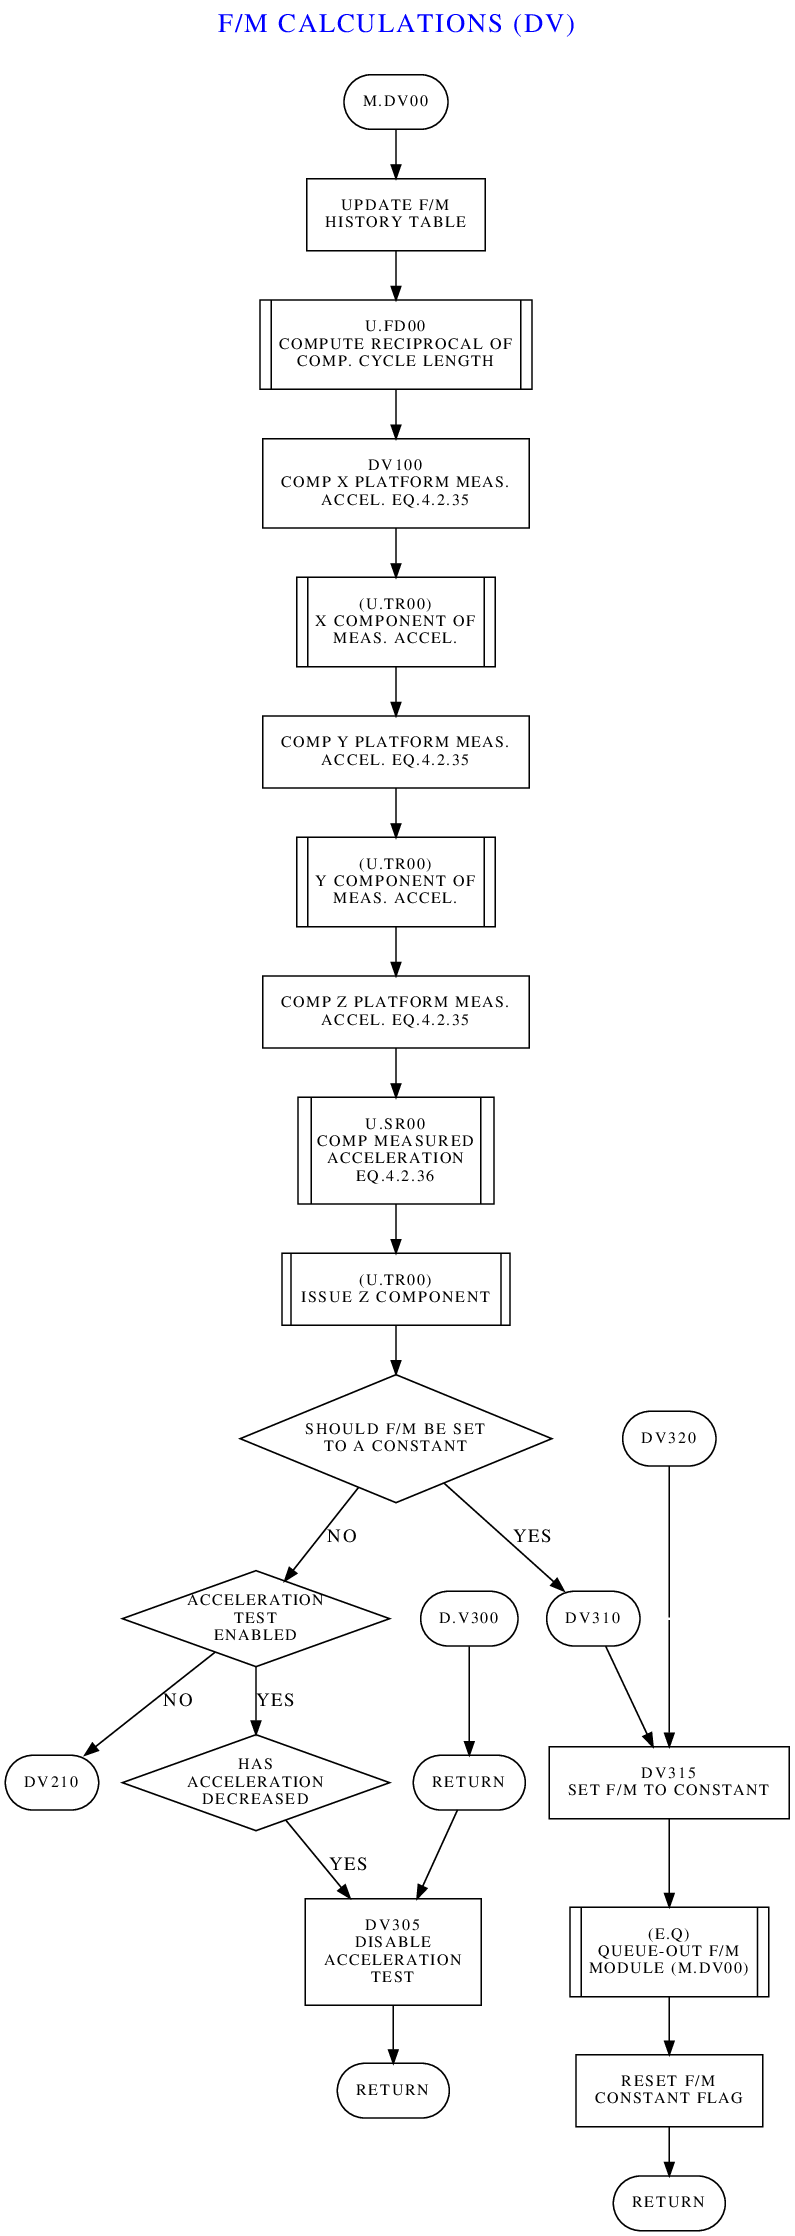 F/M CALCULATIONS (DV)
M.DV00
UPDATE F/M
HISTORY TABLE
U.FD00
COMPUTE RECIPROCAL OF
COMP. CYCLE LENGTH
DV100
COMP X PLATFORM MEAS.
ACCEL. EQ.4.2.35
(U.TR00)
X COMPONENT OF
MEAS. ACCEL.
COMP Y PLATFORM MEAS.
ACCEL. EQ.4.2.35
(U.TR00)
Y COMPONENT OF
MEAS. ACCEL.
COMP Z PLATFORM MEAS.
ACCEL. EQ.4.2.35
U.SR00
COMP MEASURED
ACCELERATION
EQ.4.2.36
(U.TR00)
ISSUE Z COMPONENT
SHOULD F/M BE SET
TO A CONSTANT
DV320
NO
YES
ACCELERATION
TEST
ENABLED
D.V300
DV310
NO
YES
DV210
HAS
ACCELERATION
DECREASED
RETURN
DV315
SET F/M TO CONSTANT
YES
DV305
DISABLE
ACCELERATION
TEST
(E.Q)
QUEUE-OUT F/M
MODULE (M.DV00)
RETURN
RESET F/M
CONSTANT FLAG
RETURN